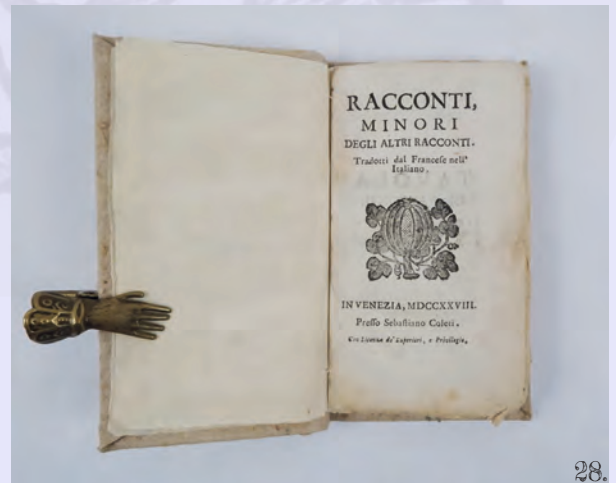 RACCONTI,
MINORI
DEGLI ALTRI RACCONTI.
Tradotti dal Franceſe nell'
Italiano.
IN VENEZIA, MDCCXXVIII.
Preſſo Sebaſtiano Coleti.
Con Licenza de' Superiori, e Privilegio.
28.